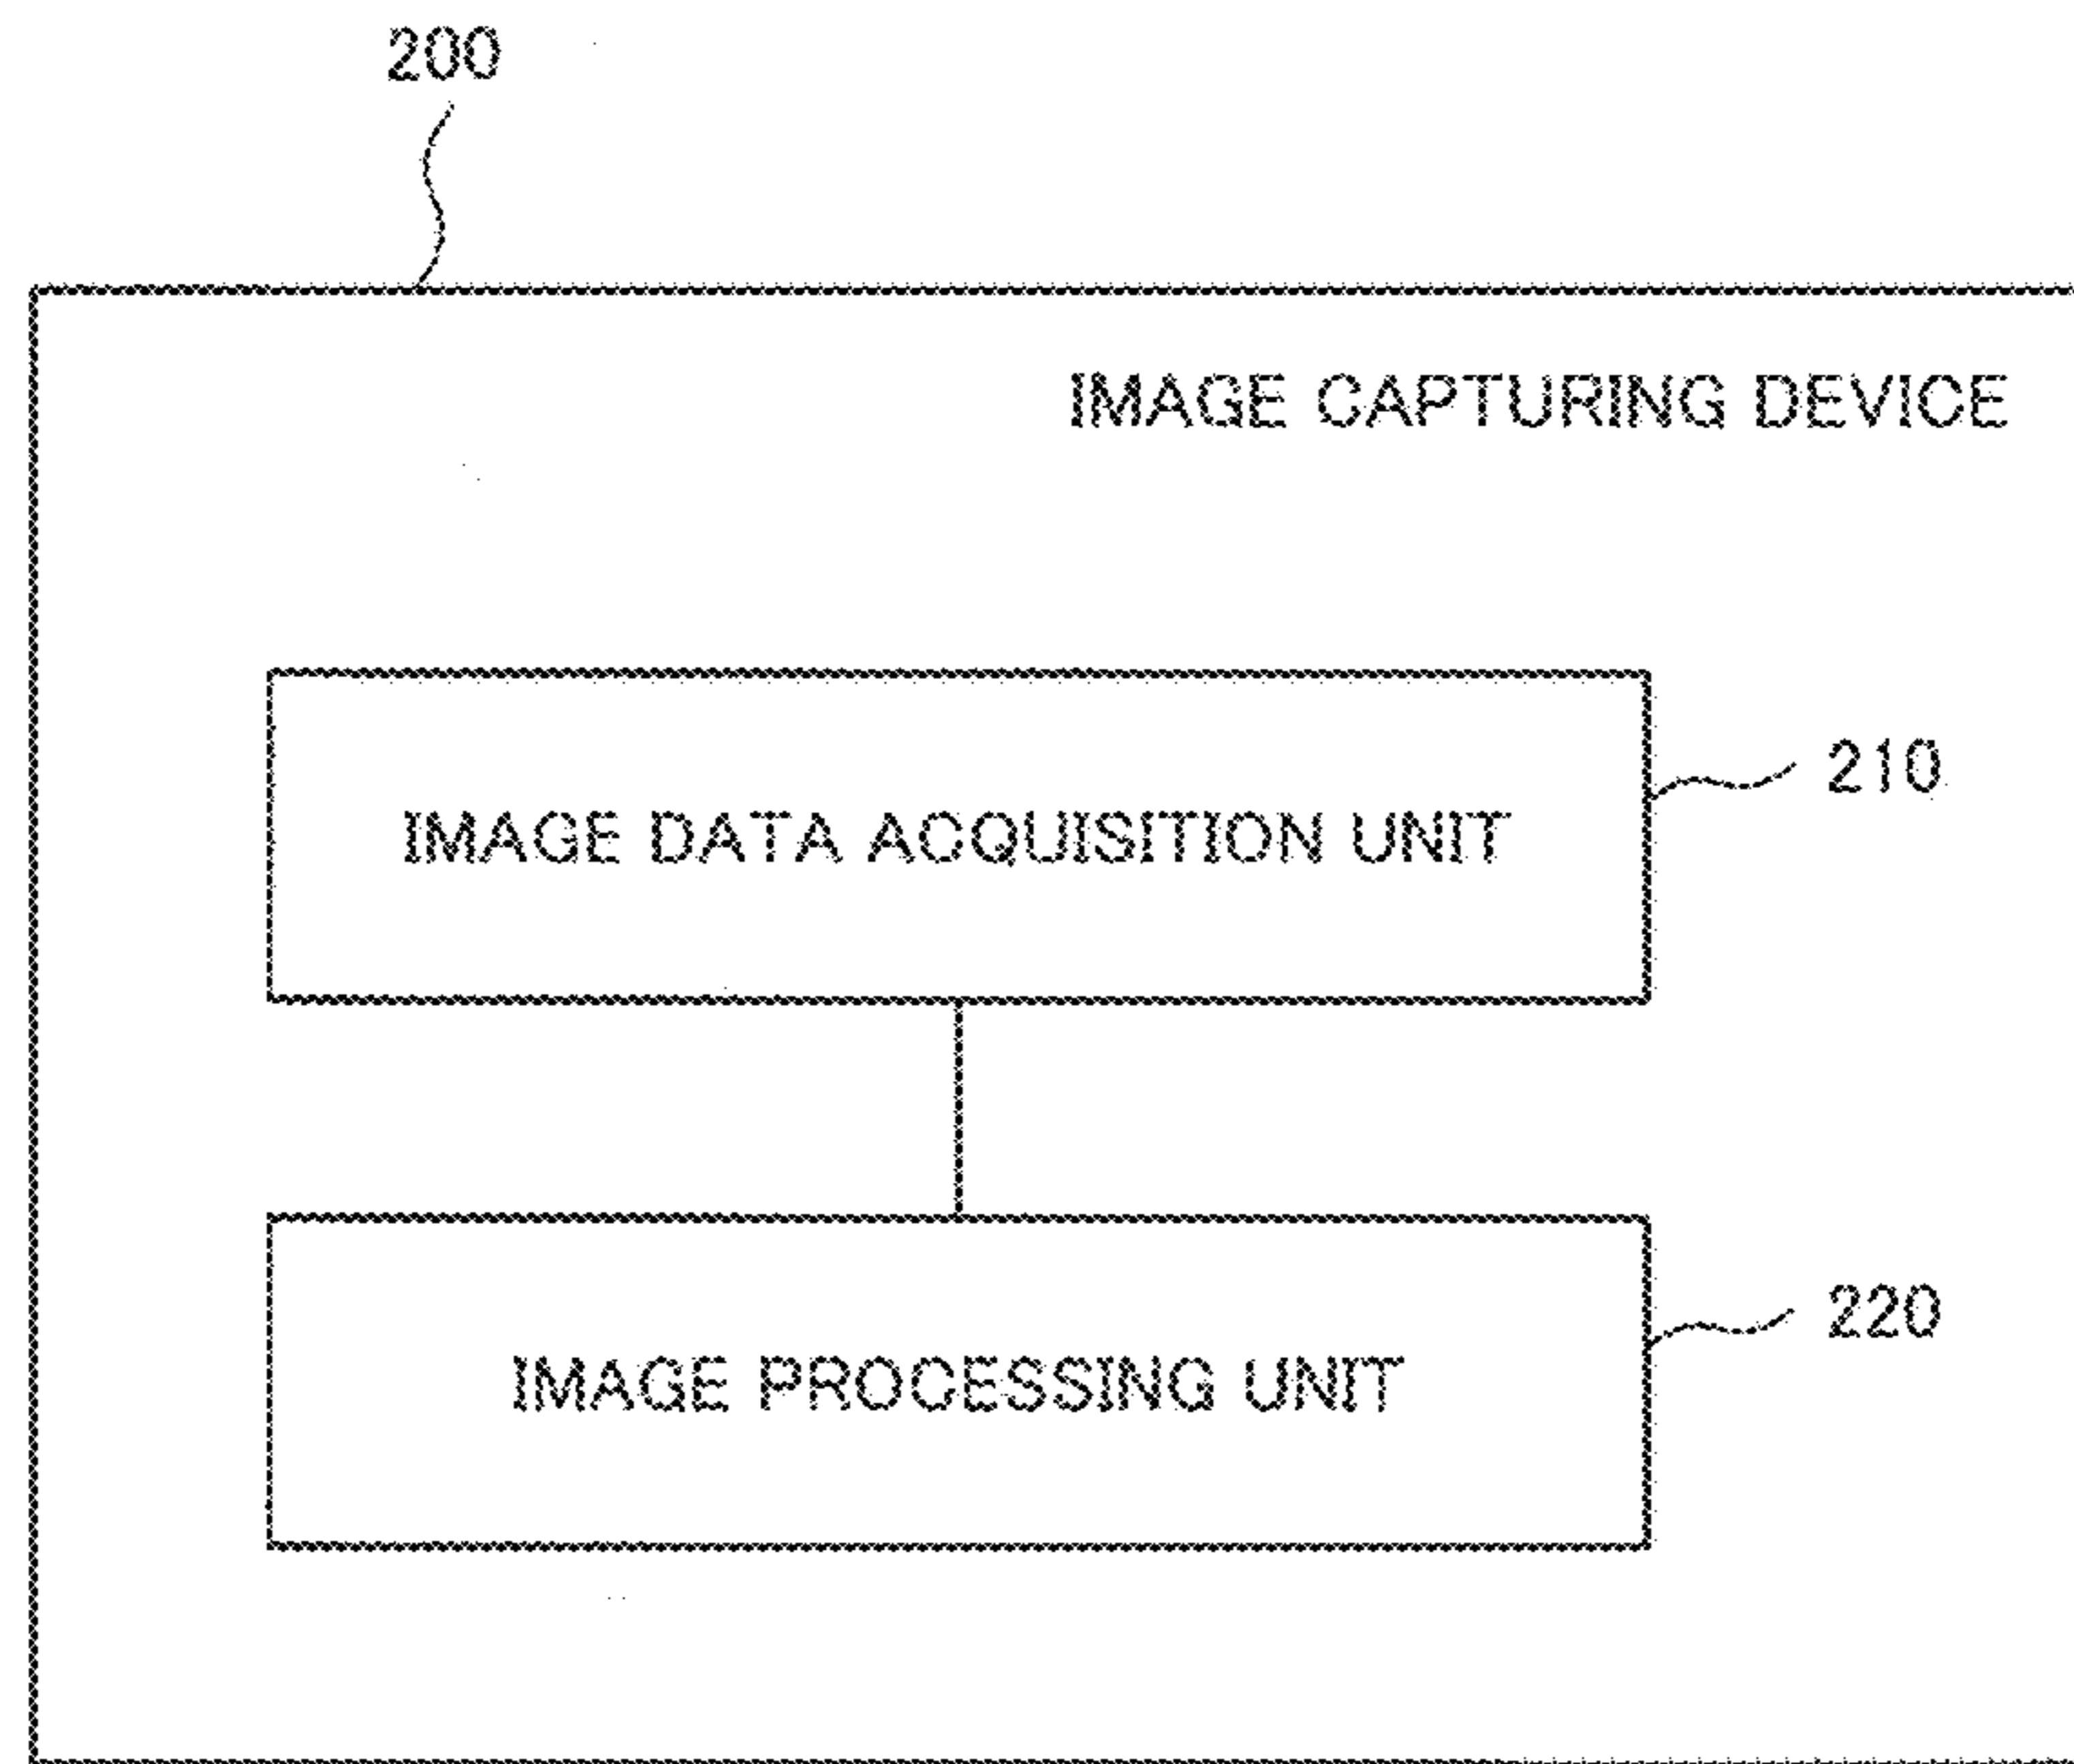 200
IMAGE CAPTURING DEVICE
210
IMAGE DATA ACQUISITION UNIT
220
IMAGE PROCESSING UNIT